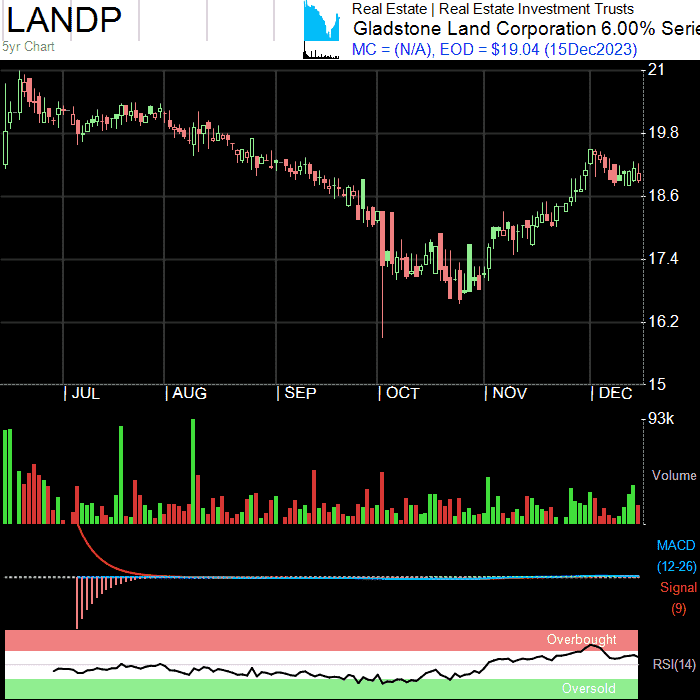 LANDP
5yr Chart
Real Estate | Real Estate Investment Trusts
Gladstone Land Corporation 6.00% Serie
MC = (N/A), EOD = $19.04 (15Dec2023)
21
19.8
18.6
17.4
16.2
15
| JUL | AUG | SEP | OCT | NOV | DEC
93k
Volume
MACD
(12-26)
Signal
(9)
Overbought
RSI(14)
Oversold